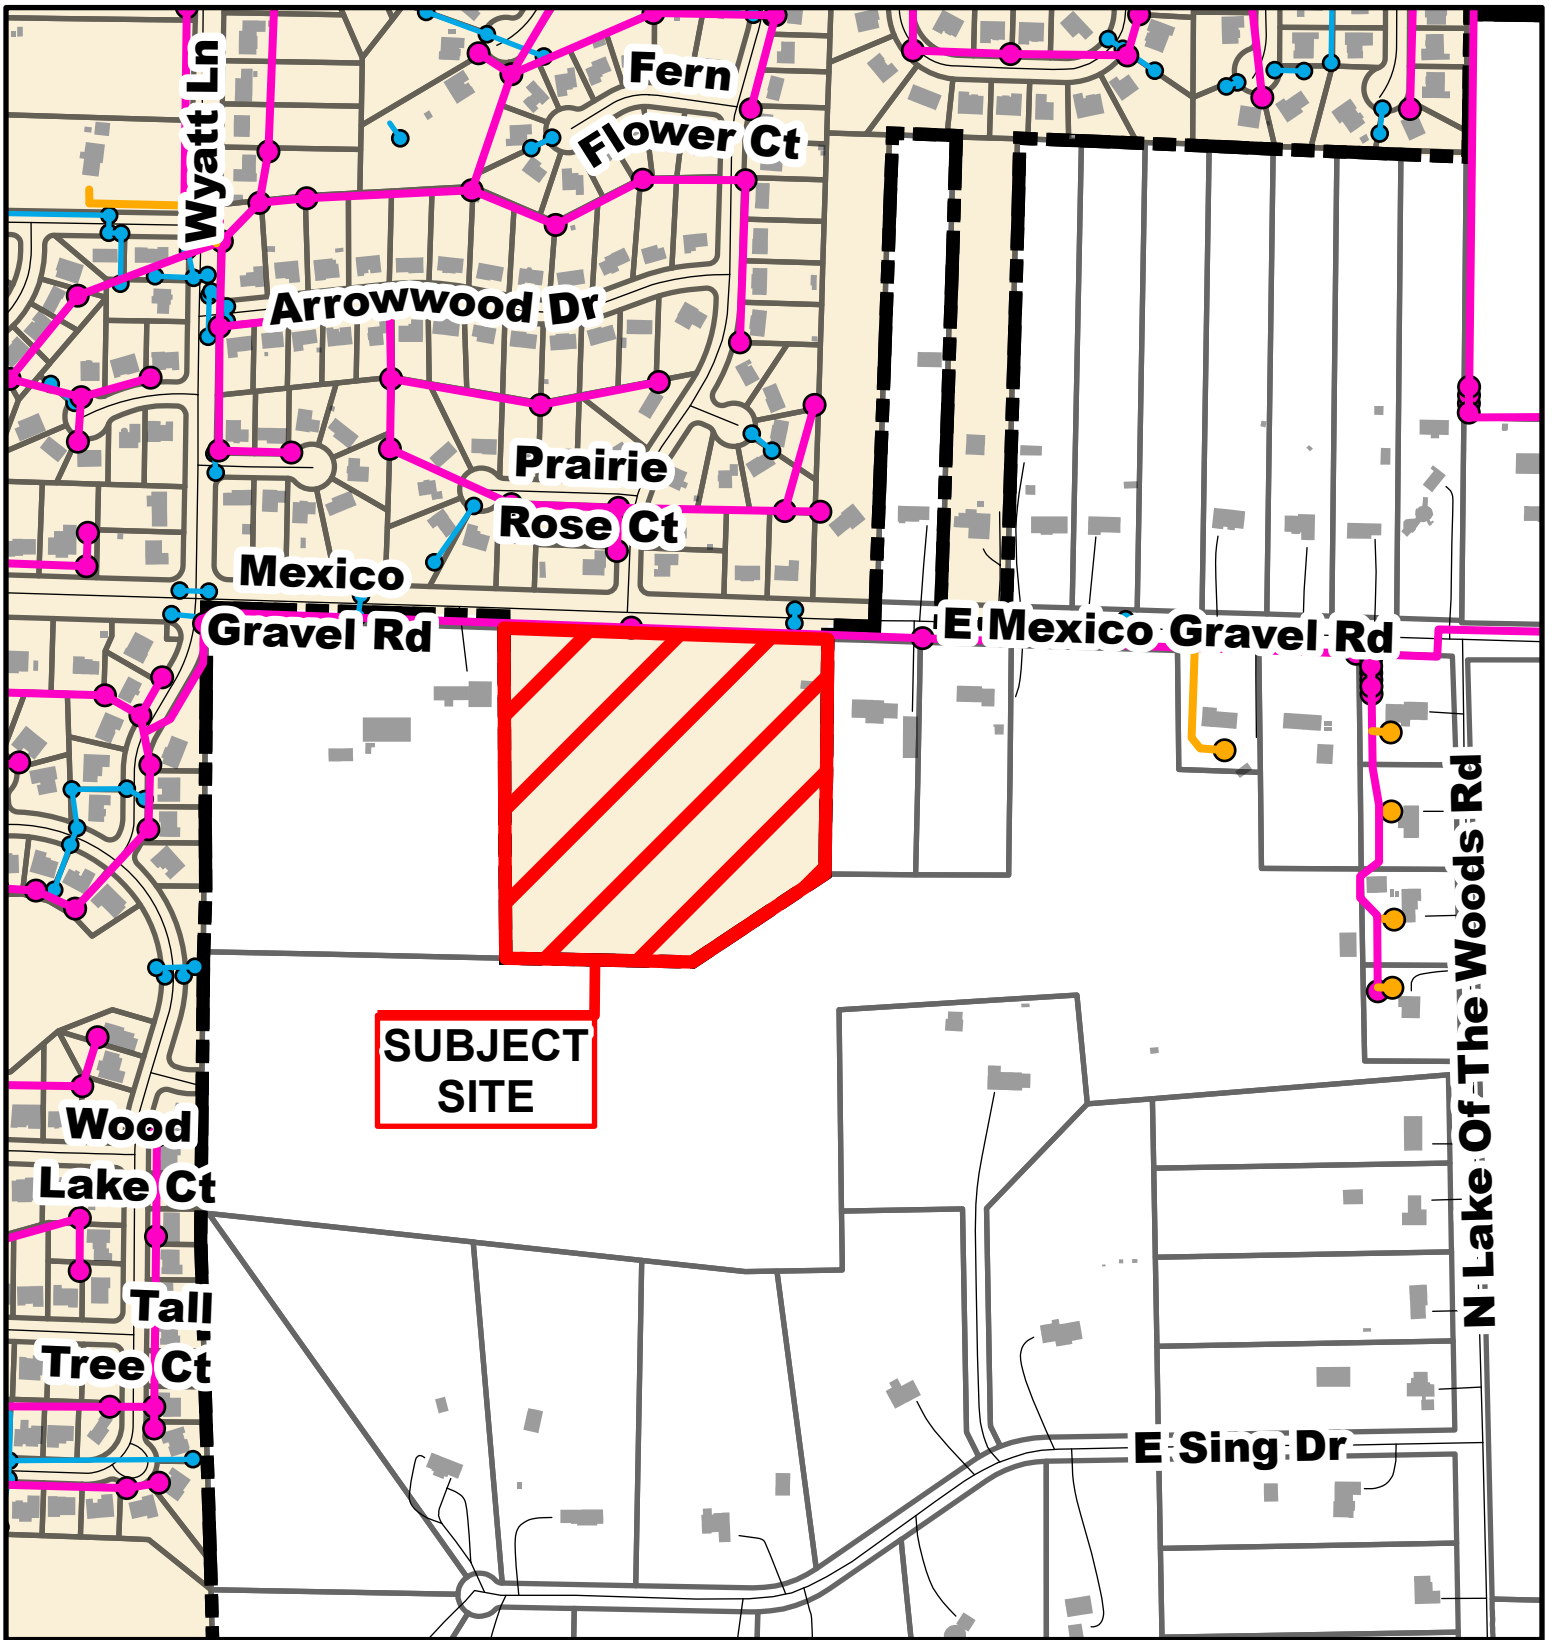 Wyatt Ln
Fern
Flower Ct
Arrowwood Dr
Prairie
Rose Ct
Mexico
Gravel Rd
E Mexico Gravel Rd
SUBJECT
SITE
N Lake Of The Woods Rd
Wood
Lake Ct
Tall
Tree Ct
E Sing Dr